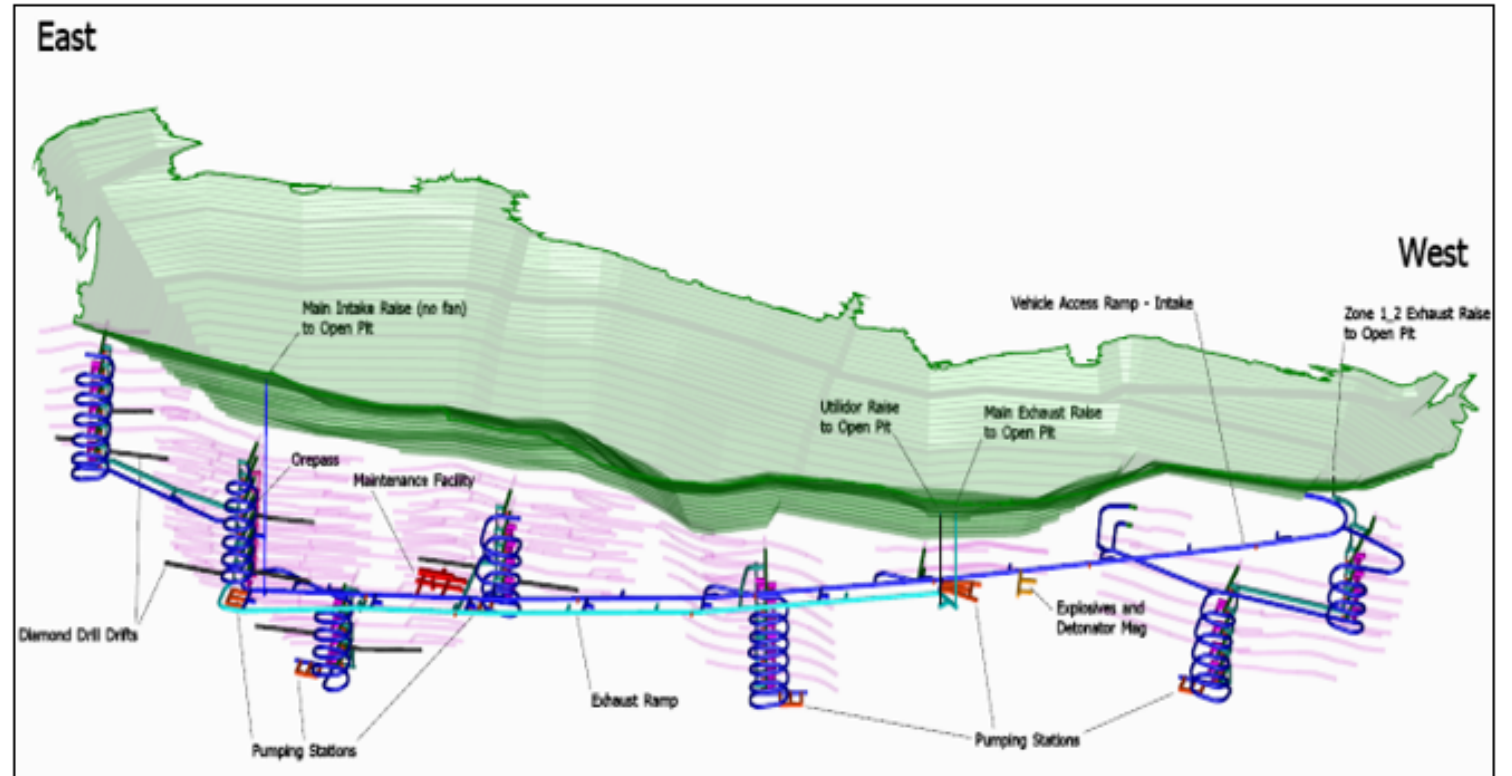 East
West
Main Intake Raise (no fan)
to Open Pit
Vehicle Access Ramp - Intake
Zone 1_2 Exhaust Raise
to Open Pit
Utilidor Raise
to Open Pit
Main Exhaust Raise
to Open Pit
Orepass
Maintenance Facility
Diamond Drill Drifts
Explosives and
Detonator Mag
Exhaust Ramp
Pumping Stations
Pumping Stations